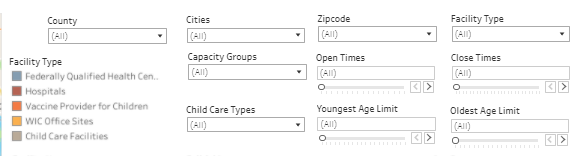 County Cities Zipcode Facility Type
(All) (All) (All) (All)
Facility Type Capacity Groups Open Times Close Times
Federally Qualified Health Cen.. (All) (All) (All)
Hospitals
Vaccine Provider for Children Child Care Types Youngest Age Limit Oldest Age Limit
WIC Office Sites (All) (All) (All)
Child Care Facilities